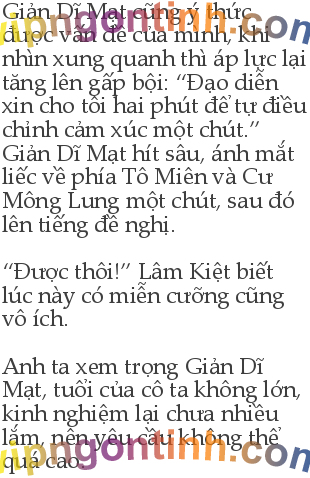 Giản Dĩ Mạt cũng ý thức
được vấn đề của mình, khi
nhìn xung quanh thì áp lực lại
tăng lên gấp bội: “Đạo diễn
xin cho tôi hai phút để tự điều
chỉnh cảm xúc một chút.”
Giản Dĩ Mạt hít sâu, ánh mắt
liếc về phía Tô Miên và Cư
Mông Lung một chút, sau đó
lên tiếng đề nghị.
“Được thôi!” Lâm Kiệt biết
lúc này có miễn cưỡng cũng
vô ích.
Anh ta xem trọng Giản Dĩ
Mạt, tuổi của cô ta không lớn,
kinh nghiệm lại chưa nhiều
lắm, nên yêu cầu không thể
quá cao.
vipngontinh.com
vipngontinh.com